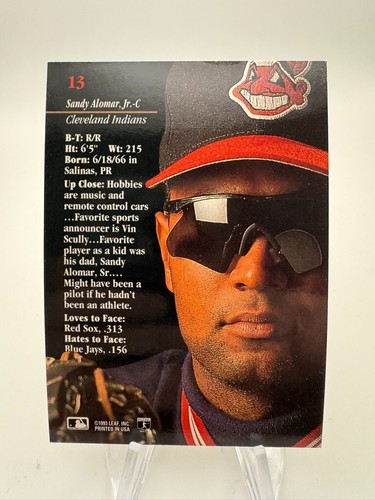 13
Sandy Alomar, Jr.-C
Cleveland Indians
B-T: R/R
Ht: 6'5" Wt: 215
Born: 6/18/66 in
Salinas, PR
Up Close: Hobbies
are music and
remote control cars
...Favorite sports
announcer is Vin
Scully...Favorite
player as a kid was
his dad, Sandy
Alomar, Sr....
Might have been a
pilot if he hadn't
been an athlete.
Loves to Face:
Red Sox, .313
Hates to Face:
Blue Jays, .156
©1993 LEAF, INC.
PRINTED IN USA